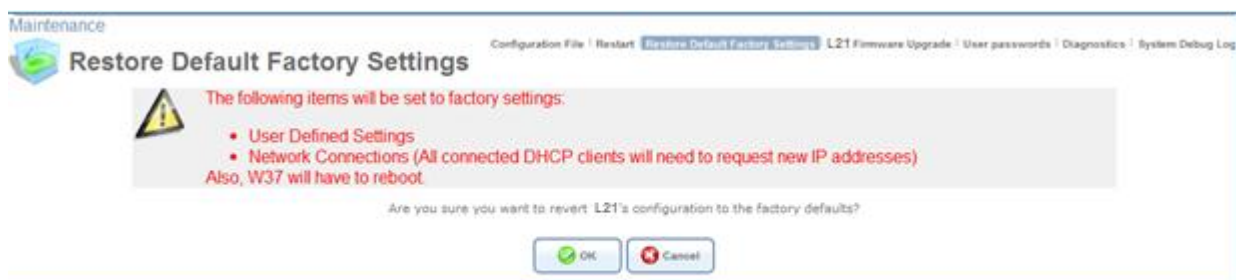 Maintenance
Configuration File | Restart | Restore Default Factory Settings | L21 Firmware Upgrade | User passwords | Diagnostics | System Debug Log
Restore Default Factory Settings
The following items will be set to factory settings:
• User Defined Settings
• Network Connections (All connected DHCP clients will need to request new IP addresses)
Also, W37 will have to reboot.
Are you sure you want to revert L21's configuration to the factory defaults?
OK Cancel